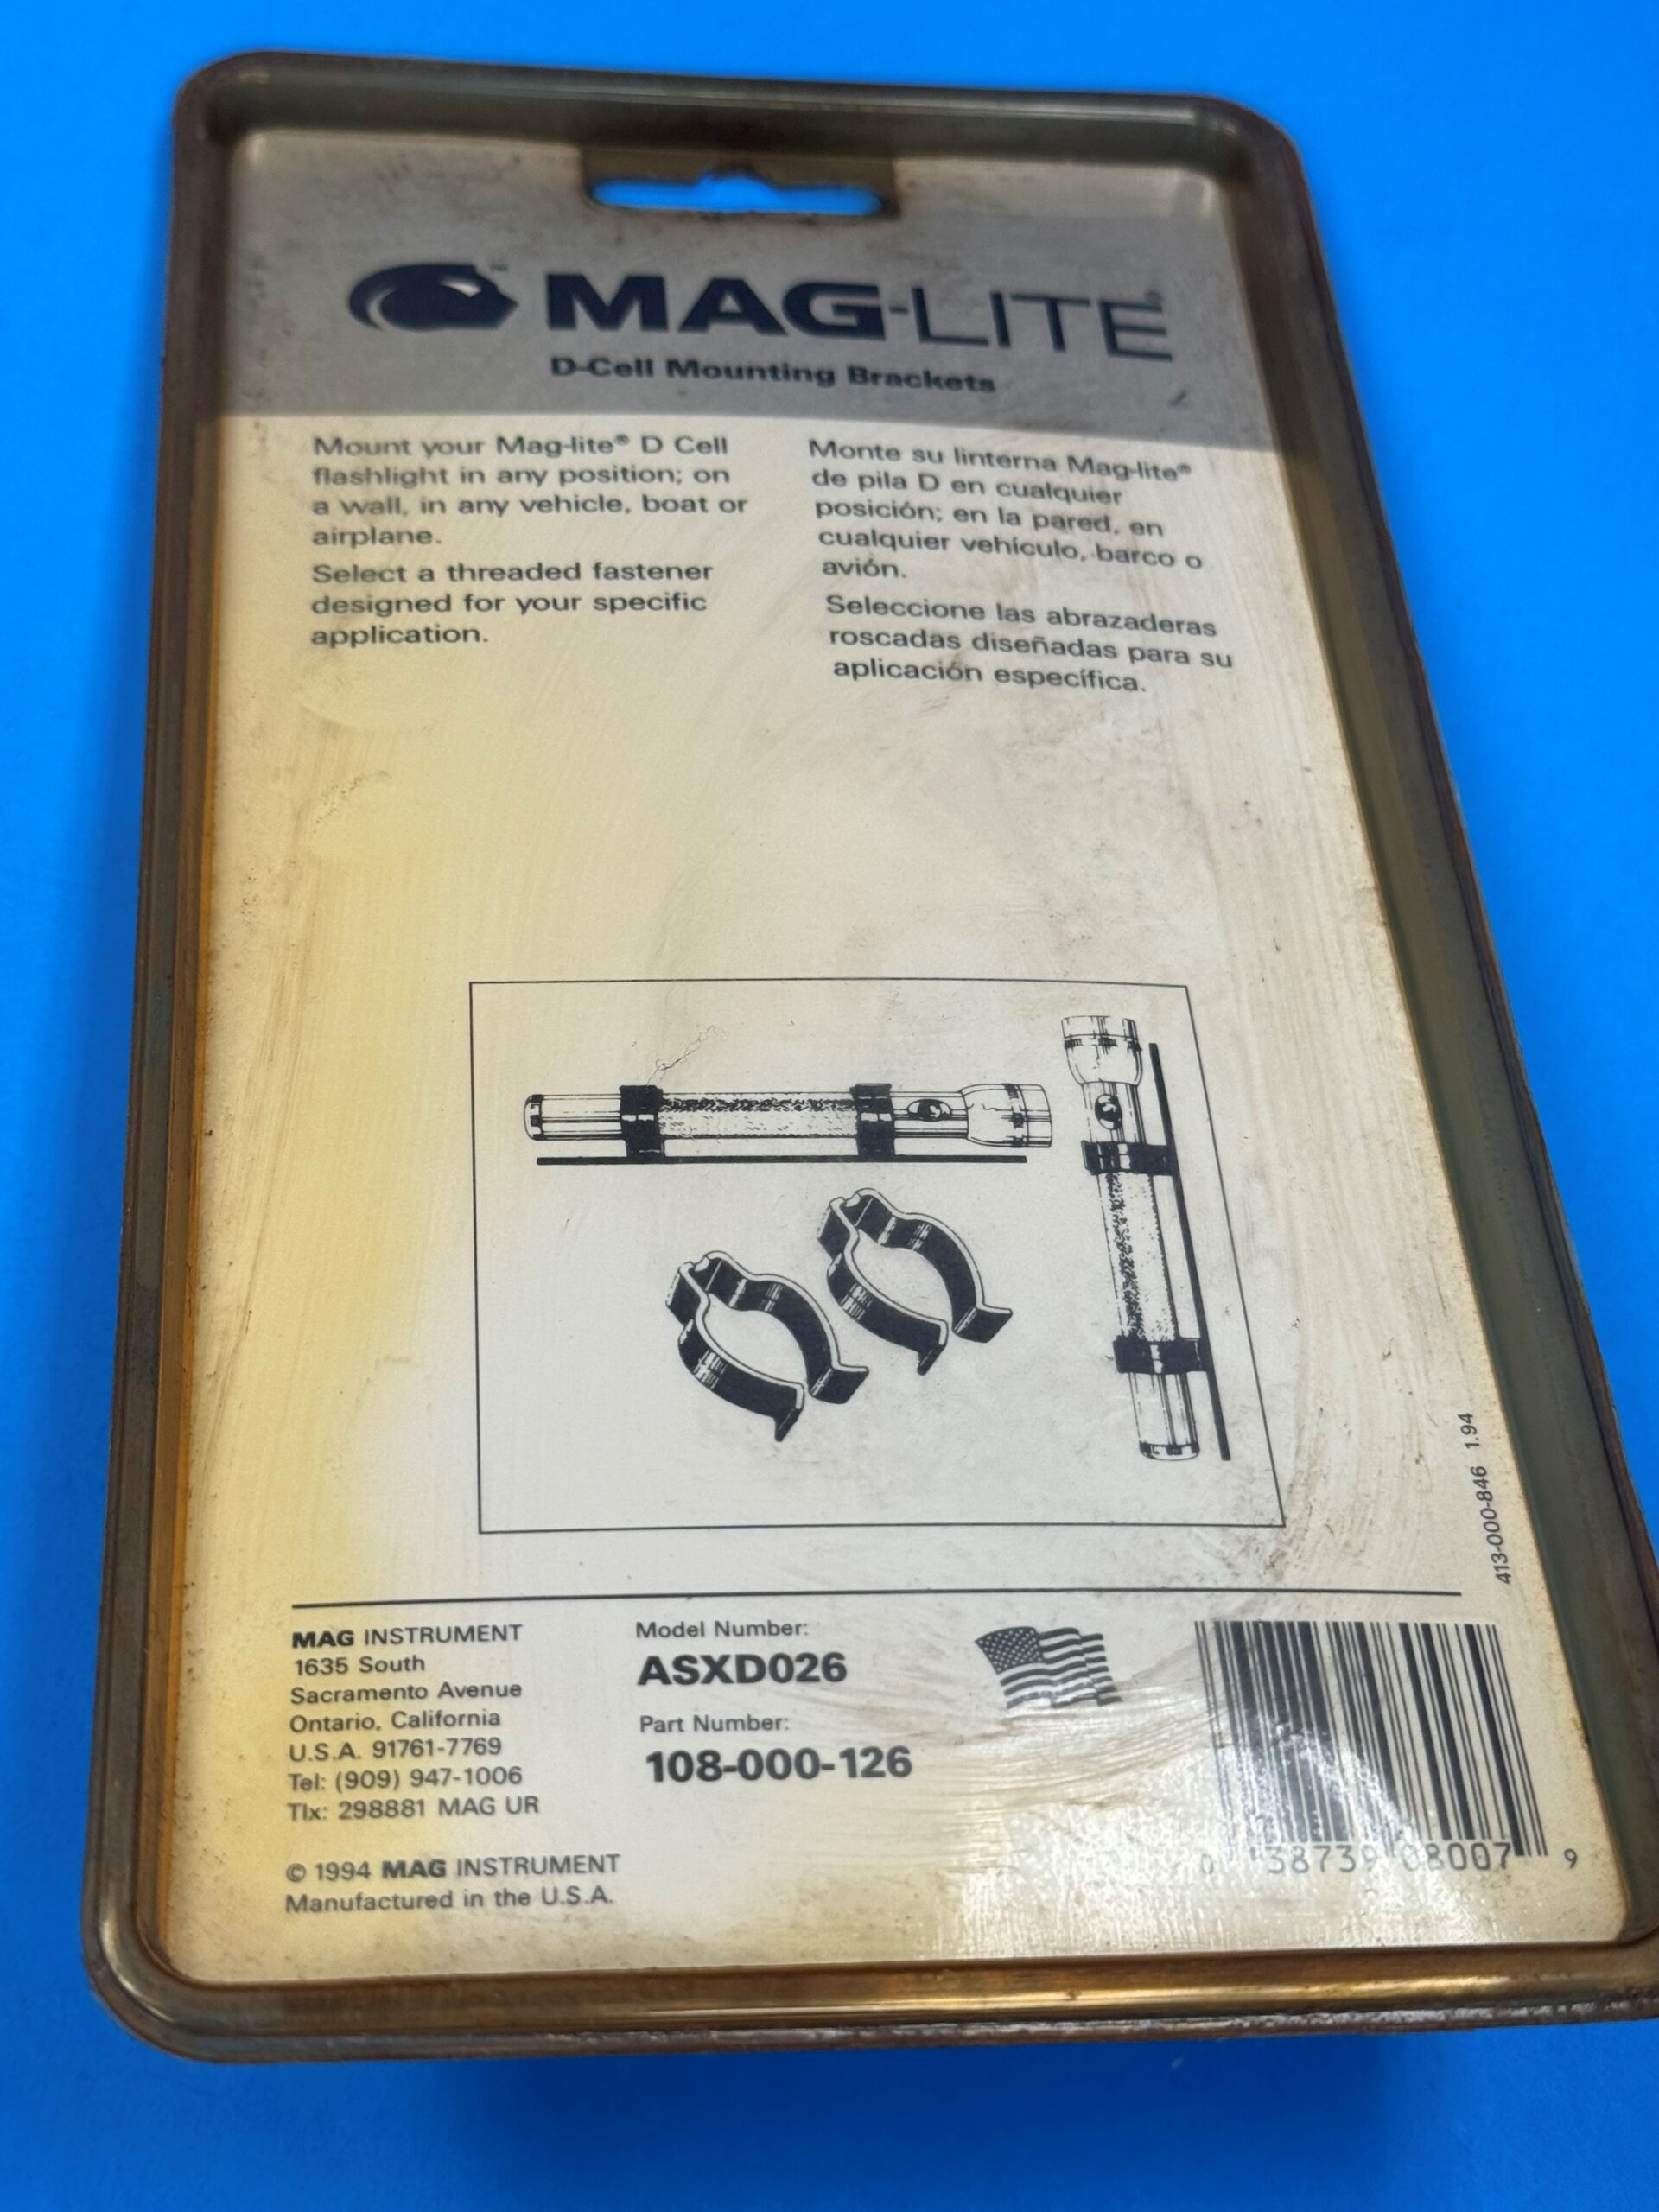 MAG-LITE®
D-Cell Mounting Brackets
Mount your Mag-lite® D Cell
flashlight in any position; on
a wall, in any vehicle, boat or
airplane.
Select a threaded fastener
designed for your specific
application.
Monte su linterna Mag-lite®
de pila D en cualquier
posición; en la pared, en
cualquier vehículo, barco o
avión.
Seleccione las abrazaderas
roscadas diseñadas para su
aplicación específica.
413-000-846 1.94
MAG INSTRUMENT
1635 South
Sacramento Avenue
Ontario, California
U.S.A. 91761-7769
Tel: (909) 947-1006
Tlx: 298881 MAG UR
© 1994 MAG INSTRUMENT
Manufactured in the U.S.A.
Model Number:
ASXD026
Part Number:
108-000-126
0 38739 08007 9